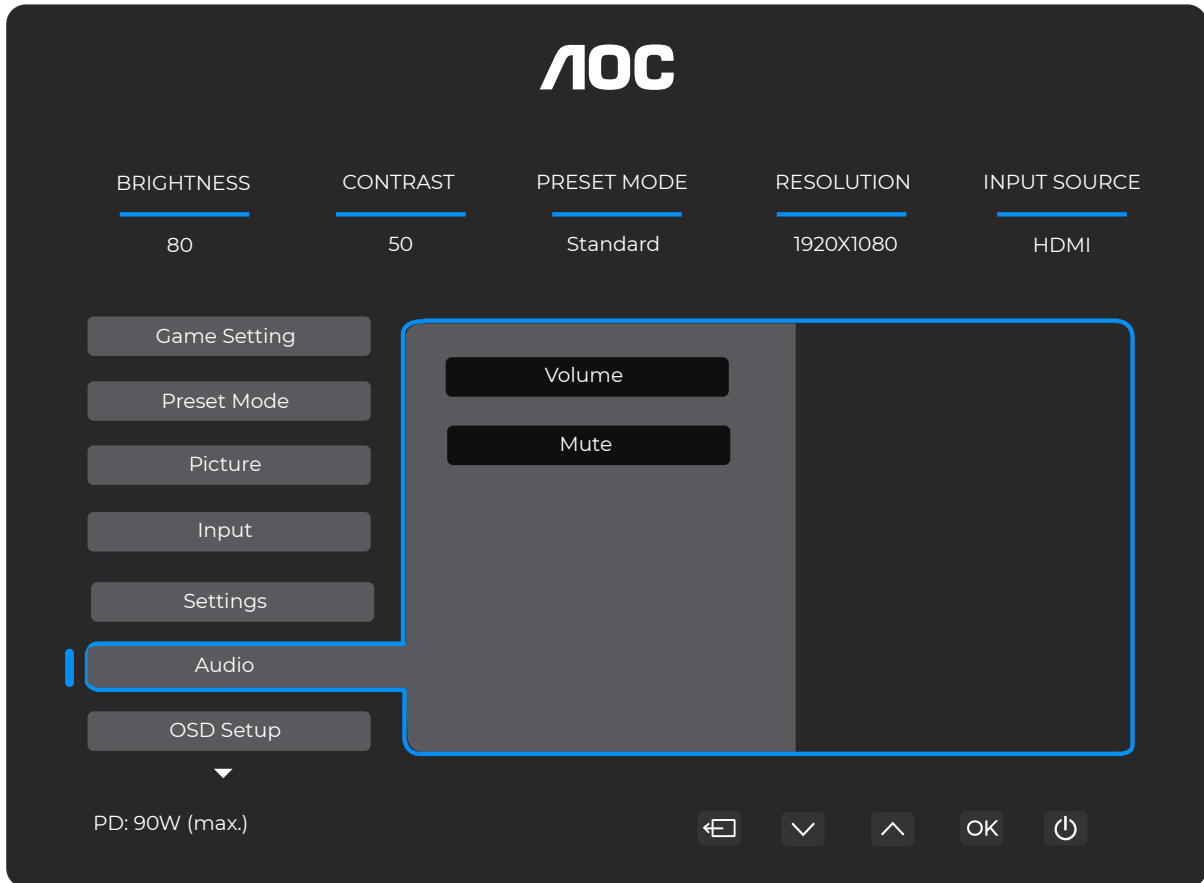 AOC
BRIGHTNESS CONTRAST PRESET MODE RESOLUTION INPUT SOURCE
80 50 Standard 1920X1080 HDMI
Game Setting
Preset Mode
Picture
Input
Settings
Audio
OSD Setup
Volume
Mute
PD: 90W (max.)
OK